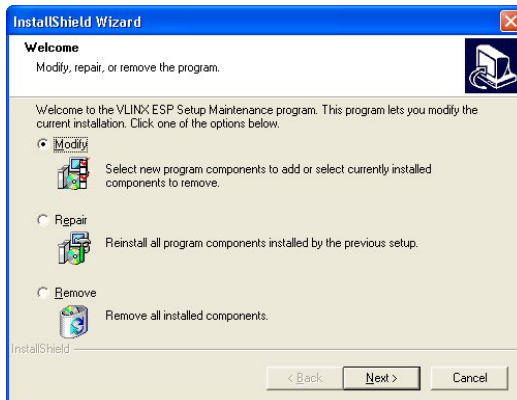 InstallShield Wizard
Welcome
Modify, repair, or remove the program.
Welcome to the VLINX ESP Setup Maintenance program. This program lets you modify the
current installation. Click one of the options below.
Modify
Select new program components to add or select currently installed
components to remove.
Repair
Reinstall all program components installed by the previous setup.
Remove
Remove all installed components.
InstallShield
< Back
Next >
Cancel